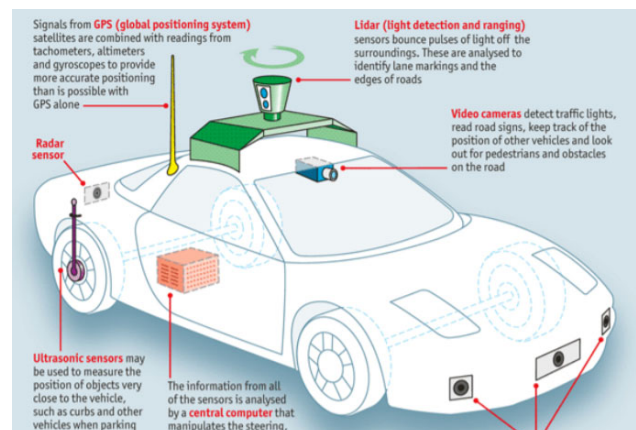 Signals from GPS (global positioning system)
satellites are combined with readings from
tachometers, altimeters
and gyroscopes to provide
more accurate positioning
than is possible with
GPS alone
Lidar (light detection and ranging)
sensors bounce pulses of light off the
surroundings. These are analysed to
identify lane markings and the
edges of roads
Video cameras detect traffic lights,
read road signs, keep track of the
position of other vehicles and look
out for pedestrians and obstacles
on the road
Radar
sensor
Ultrasonic sensors may
be used to measure the
position of objects very
close to the vehicle,
such as curbs and other
vehicles when parking
The information from all
of the sensors is analysed
by a central computer that
manipulates the steering,